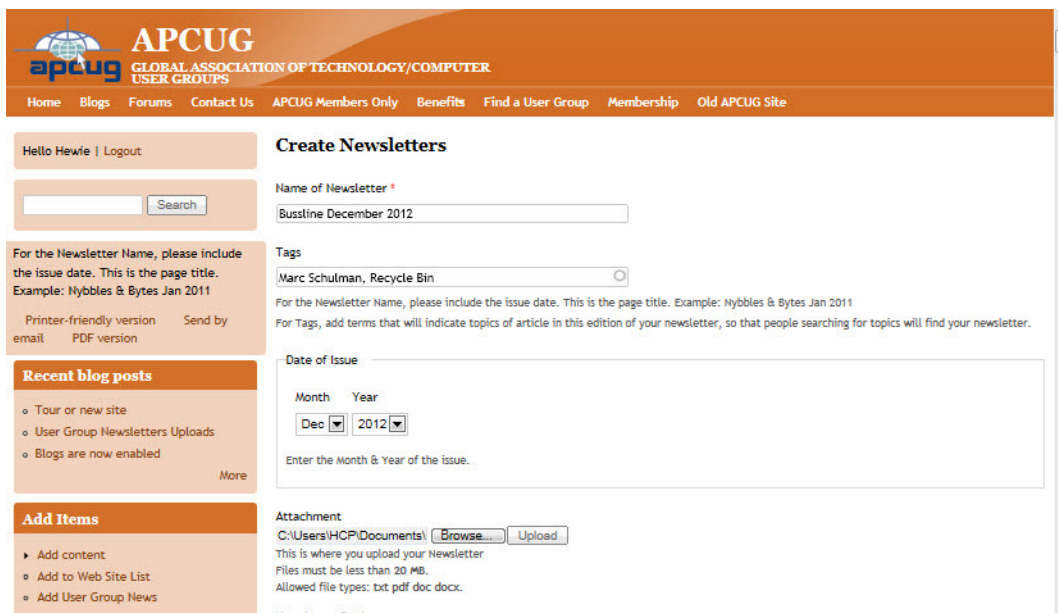 apcug
APCUG
GLOBAL ASSOCIATION OF TECHNOLOGY/COMPUTER
USER GROUPS
Home Blogs Forums Contact Us APCUG Members Only Benefits Find a User Group Membership Old APCUG Site
Hello Hewie | Logout
Search
For the Newsletter Name, please include
the issue date. This is the page title.
Example: Nybbles & Bytes Jan 2011
Printer-friendly version Send by
email PDF version
Recent blog posts
Tour or new site
User Group Newsletters Uploads
Blogs are now enabled
More
Add Items
Add content
Add to Web Site List
Add User Group News
Create Newsletters
Name of Newsletter *
Bussline December 2012
Tags
Marc Schulman, Recycle Bin
For the Newsletter Name, please include the issue date. This is the page title. Example: Nybbles & Bytes Jan 2011
For Tags, add terms that will indicate topics of article in this edition of your newsletter, so that people searching for topics will find your newsletter.
Date of Issue
Month Year
Dec 2012
Enter the Month & Year of the issue.
Attachment
C:\Users\HCP\Documents\ Browse... Upload
This is where you upload your Newsletter
Files must be less than 20 MB.
Allowed file types: txt pdf doc docx.